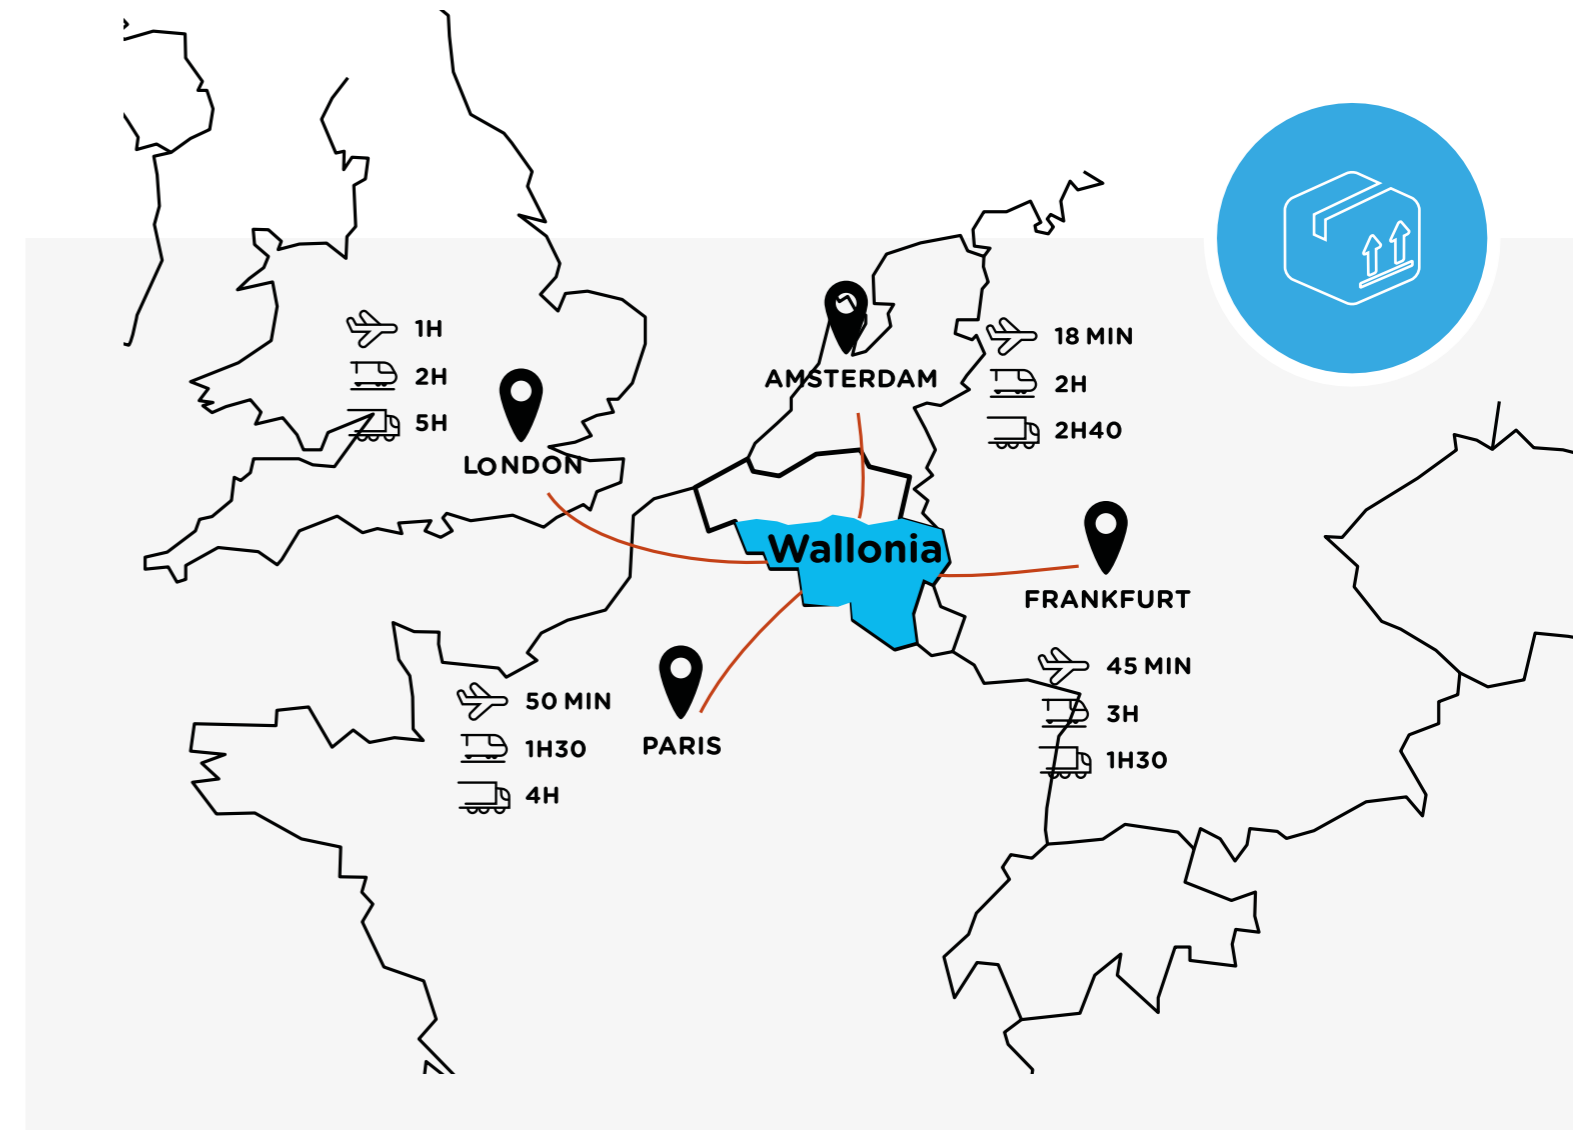 1H
2H
5H
LONDON
AMSTERDAM
18 MIN
2H
2H40
Wallonia
FRANKFURT
45 MIN
3H
1H30
50 MIN
1H30
4H
PARIS